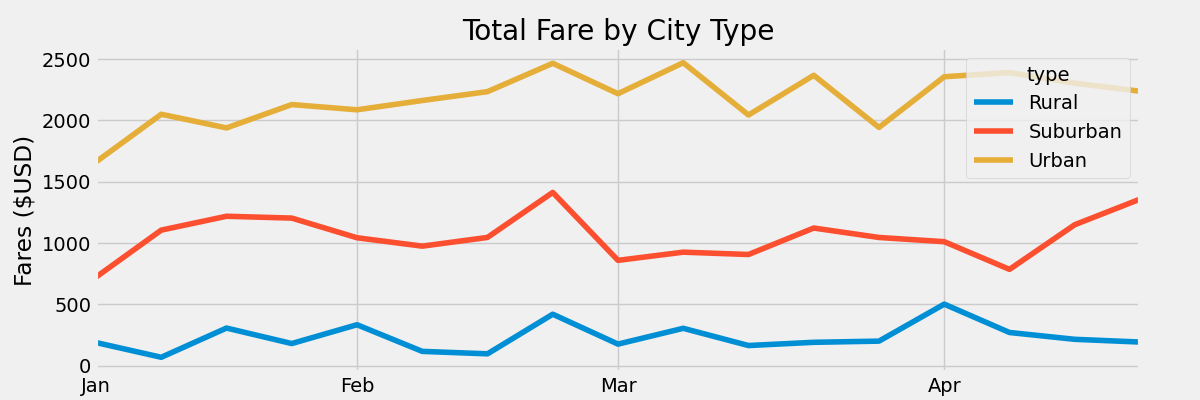 Total Fare by City Type
Fares ($USD)
2500
2000
1500
1000
500
0
type
Rural
Suburban
Urban
Jan Feb Mar Apr